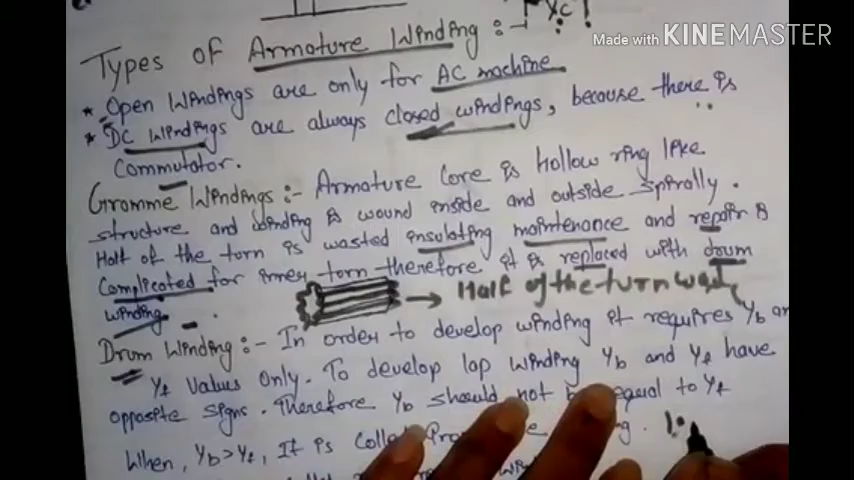 Yc !
Made with KINEMASTER
Types of Armature Winding :-
* Open Windings are only for AC machine
* DC Windings are always closed windings, because there is
Commutator.
Gromme Windings :- Armature Core is hollow ring like
structure and winding is wound inside and outside spirally.
Half of the turn is wasted insulating maintenance and repair is
Complicated for inner turn therefore it is replaced with drum
winding.
Half of the turn
Drum Winding :- In order to develop winding it requires Yb
Yf Values Only. To develop lap winding Yb and Yf have
opposite signs. Therefore Yb should not be equal to Yf
When, Yb > Yf, It is